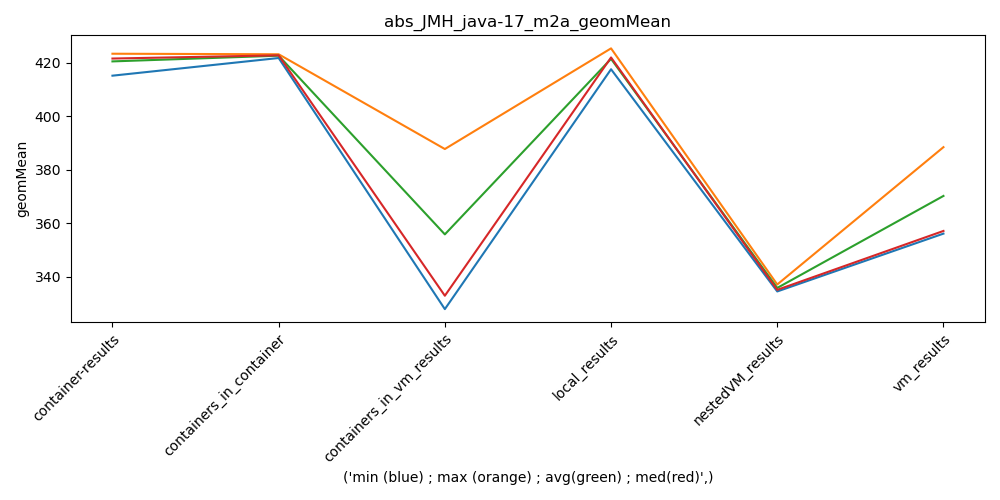 abs_JMH_java-17_m2a_geomMean
geomMean
420
400
380
360
340
container-results
containers_in_container
containers_in_vm_results
local_results
nestedVM_results
vm_results
('min (blue) ; max (orange) ; avg(green) ; med(red)',)